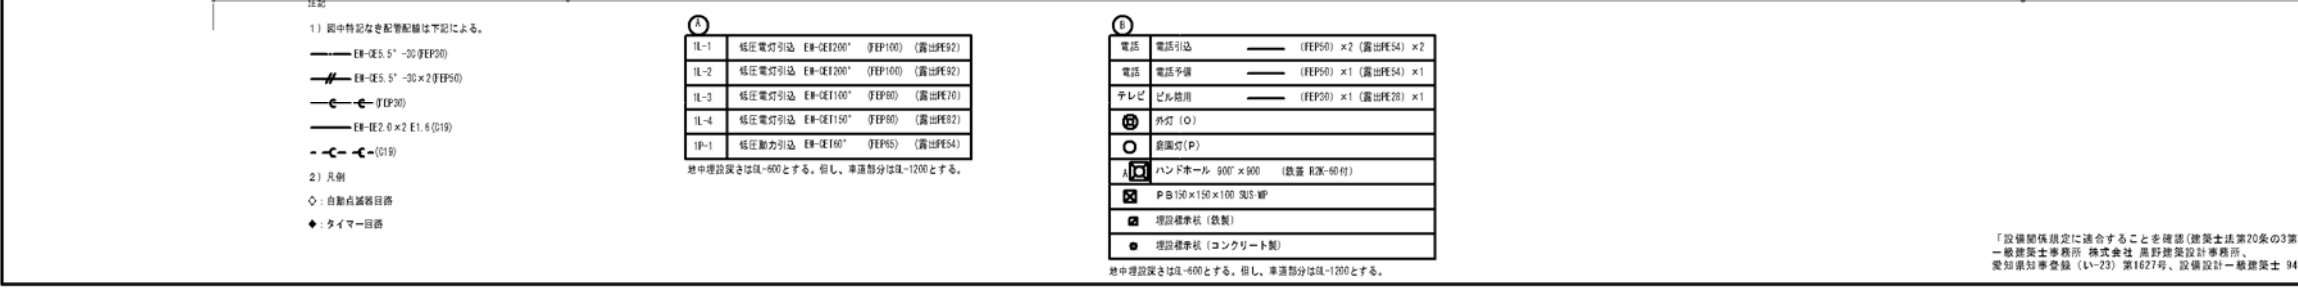 注記
1) 図中特記なき配管配線は下記による。
EM-CE5.5°-3C(FEP30)
EM-CE5.5°-3C×2(FEP50)
(FEP30)
EM-IE2.0×2 E1.6(C19)
(C19)
2) 凡例
◇：自動点滅器回路
◆：タイマー回路
A
1L-1 低圧電灯引込 EM-CET200° (FEP100) (露出PE92)
1L-2 低圧電灯引込 EM-CET200° (FEP100) (露出PE92)
1L-3 低圧電灯引込 EM-CET100° (FEP80) (露出PE70)
1L-4 低圧電灯引込 EM-CET150° (FEP80) (露出PE82)
1P-1 低圧動力引込 EM-CET60° (FEP65) (露出PE54)
地中埋設深さはGL-600とする。但し、車道部分はGL-1200とする。
B
電話 電話引込 (FEP50) ×2 (露出PE54) ×2
電話 電話予備 (FEP50) ×1 (露出PE54) ×1
テレビ ビル陰用 (FEP30) ×1 (露出PE28) ×1
外灯 (O)
庭園灯(P)
A ハンドホール 900°×900 (鉄蓋 R2K-60付)
PB150×150×100 SUS-WP
埋設標示杭 (鉄製)
埋設標示杭 (コンクリート製)
地中埋設深さはGL-600とする。但し、車道部分はGL-1200とする。
「設備関係規定に適合することを確認(建築士法第20条の3第
一級建築士事務所 株式会社 黒野建築設計事務所、
愛知県知事登録 (い-23) 第1627号、設備設計一級建築士 94